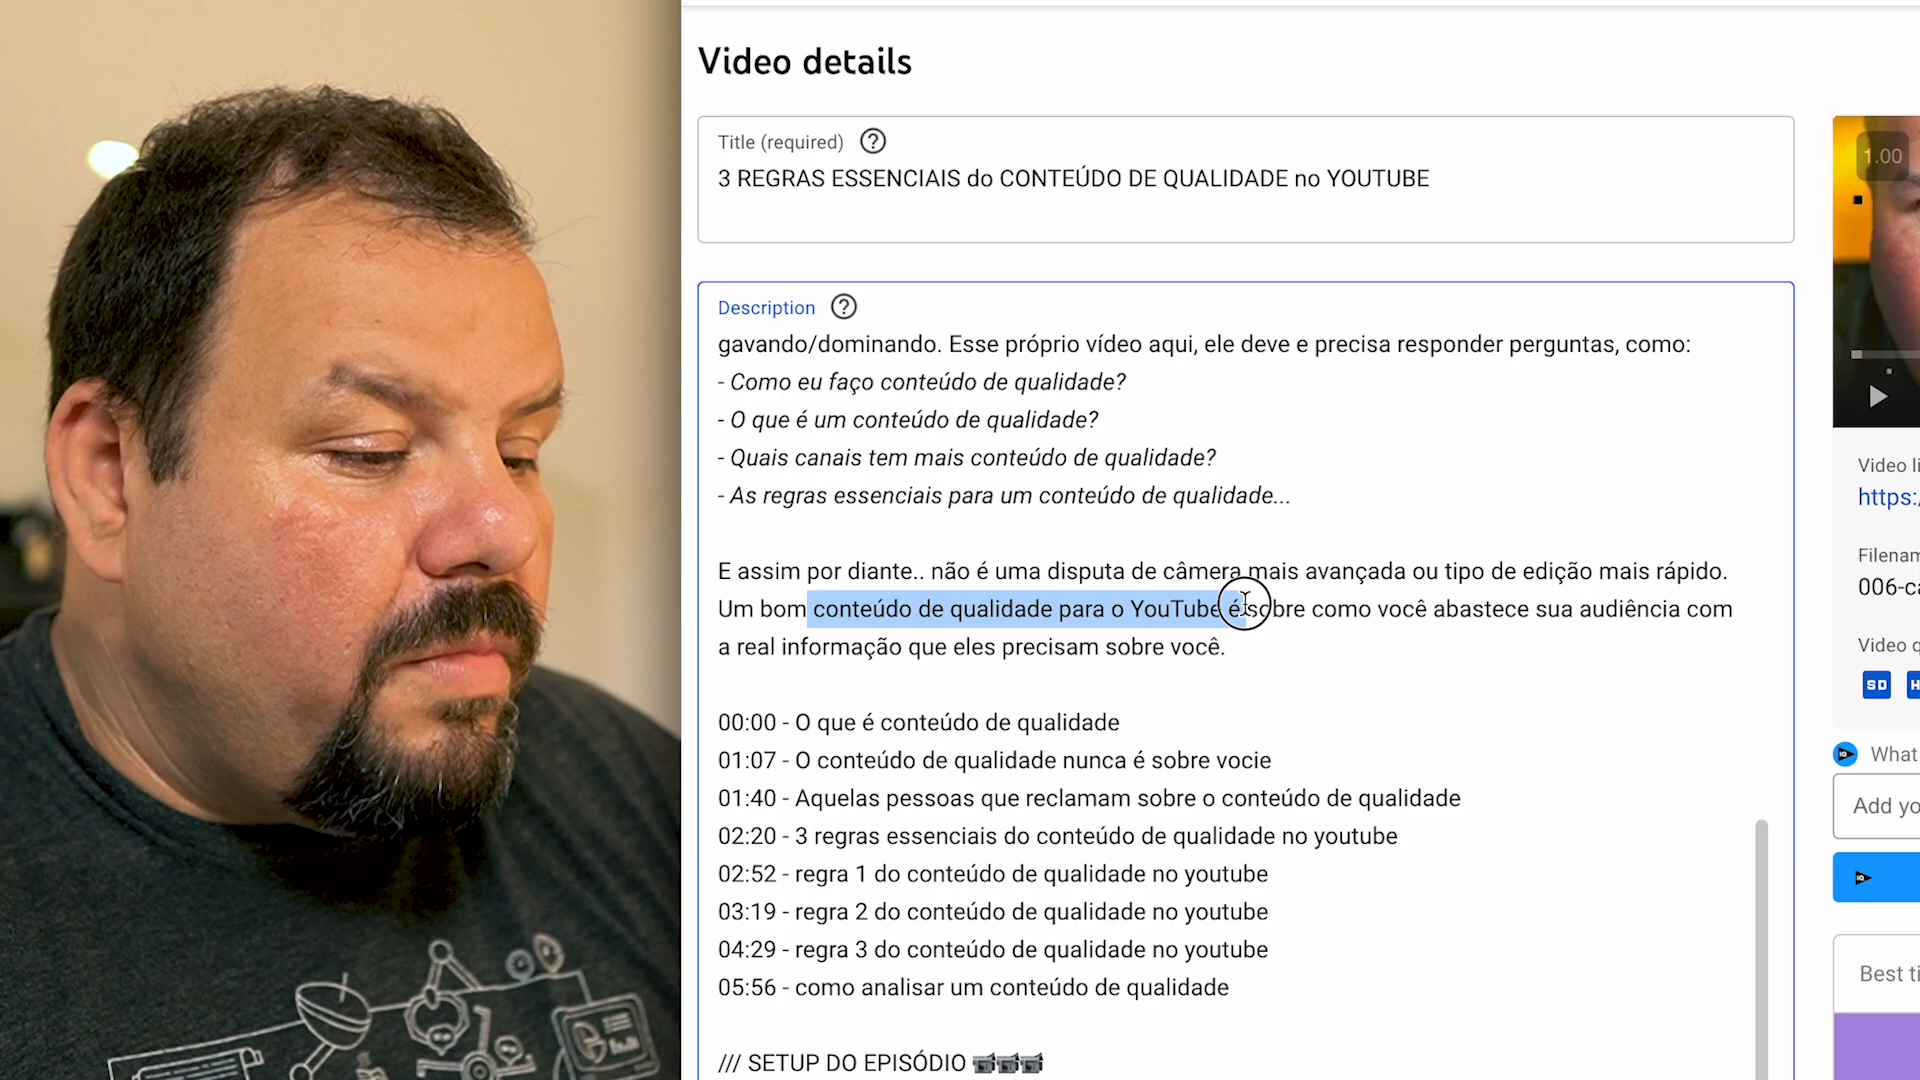 Video details
Title (required)
3 REGRAS ESSENCIAIS do CONTEÚDO DE QUALIDADE no YOUTUBE
Description
gavando/dominando. Esse próprio vídeo aqui, ele deve e precisa responder perguntas, como:
- Como eu faço conteúdo de qualidade?
- O que é um conteúdo de qualidade?
- Quais canais tem mais conteúdo de qualidade?
- As regras essenciais para um conteúdo de qualidade...
E assim por diante.. não é uma disputa de câmera mais avançada ou tipo de edição mais rápido.
Um bom conteúdo de qualidade para o YouTube é sobre como você abastece sua audiência com
a real informação que eles precisam sobre você.
00:00 - O que é conteúdo de qualidade
01:07 - O conteúdo de qualidade nunca é sobre vocie
01:40 - Aquelas pessoas que reclamam sobre o conteúdo de qualidade
02:20 - 3 regras essenciais do conteúdo de qualidade no youtube
02:52 - regra 1 do conteúdo de qualidade no youtube
03:19 - regra 2 do conteúdo de qualidade no youtube
04:29 - regra 3 do conteúdo de qualidade no youtube
05:56 - como analisar um conteúdo de qualidade
/// SETUP DO EPISÓDIO
1.00
Video
https:/
006-ca
Video
SD
What
Add
Best